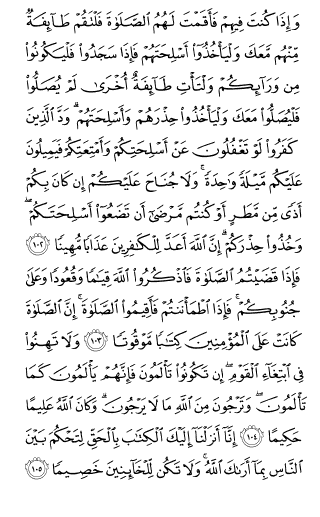 وَإِذَا كُنتَ فِيهِمْ فَأَقَمْتَ لَهُمُ ٱلصَّلَوٰةَ فَلْتَقُمْ طَآئِفَةٌ
مِّنْهُم مَّعَكَ وَلْيَأْخُذُوٓا۟ أَسْلِحَتَهُمْ فَإِذَا سَجَدُوا۟ فَلْيَكُونُوا۟
مِن وَرَآئِكُمْ وَلْتَأْتِ طَآئِفَةٌ أُخْرَىٰ لَمْ يُصَلُّوا۟
فَلْيُصَلُّوا۟ مَعَكَ وَلْيَأْخُذُوا۟ حِذْرَهُمْ وَأَسْلِحَتَهُمْ ۗ وَدَّ ٱلَّذِينَ
كَفَرُوا۟ لَوْ تَغْفُلُونَ عَنْ أَسْلِحَتِكُمْ وَأَمْتِعَتِكُمْ فَيَمِيلُونَ
عَلَيْكُم مَّيْلَةً وَٰحِدَةً ۚ وَلَا جُنَاحَ عَلَيْكُمْ إِن كَانَ بِكُمْ
أَذًى مِّن مَّطَرٍ أَوْ كُنتُم مَّرْضَىٰٓ أَن تَضَعُوٓا۟ أَسْلِحَتَكُمْ ۖ
وَخُذُوا۟ حِذْرَكُمْ ۗ إِنَّ ٱللَّهَ أَعَدَّ لِلْكَٰفِرِينَ عَذَابًا مُّهِينًا ١٠٢
فَإِذَا قَضَيْتُمُ ٱلصَّلَوٰةَ فَٱذْكُرُوا۟ ٱللَّهَ قِيَٰمًا وَقُعُودًا وَعَلَىٰ
جُنُوبِكُمْ ۚ فَإِذَا ٱطْمَأْنَنتُمْ فَأَقِيمُوا۟ ٱلصَّلَوٰةَ ۚ إِنَّ ٱلصَّلَوٰةَ
كَانَتْ عَلَى ٱلْمُؤْمِنِينَ كِتَٰبًا مَّوْقُوتًا ١٠٣ وَلَا تَهِنُوا۟
فِى ٱبْتِغَآءِ ٱلْقَوْمِ ۖ إِن تَكُونُوا۟ تَأْلَمُونَ فَإِنَّهُمْ يَأْلَمُونَ كَمَا
تَأْلَمُونَ ۖ وَتَرْجُونَ مِنَ ٱللَّهِ مَا لَا يَرْجُونَ ۗ وَكَانَ ٱللَّهُ عَلِيمًا
حَكِيمًا ١٠٤ إِنَّآ أَنزَلْنَآ إِلَيْكَ ٱلْكِتَٰبَ بِٱلْحَقِّ لِتَحْكُمَ بَيْنَ
ٱلنَّاسِ بِمَآ أَرَىٰكَ ٱللَّهُ ۚ وَلَا تَكُن لِّلْخَآئِنِينَ خَصِيمًا ١٠٥